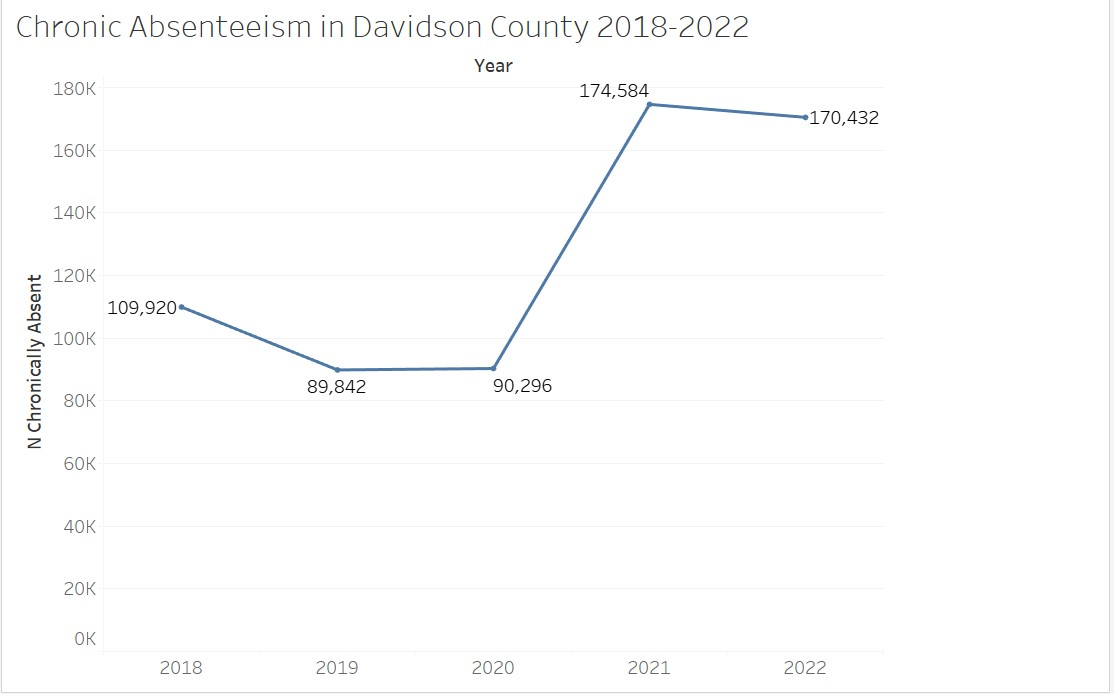 Chronic Absenteeism in Davidson County 2018-2022
Year
180K
160K
140K
120K
100K
80K
60K
40K
20K
0K
N Chronically Absent
109,920
89,842
90,296
174,584
170,432
2018
2019
2020
2021
2022